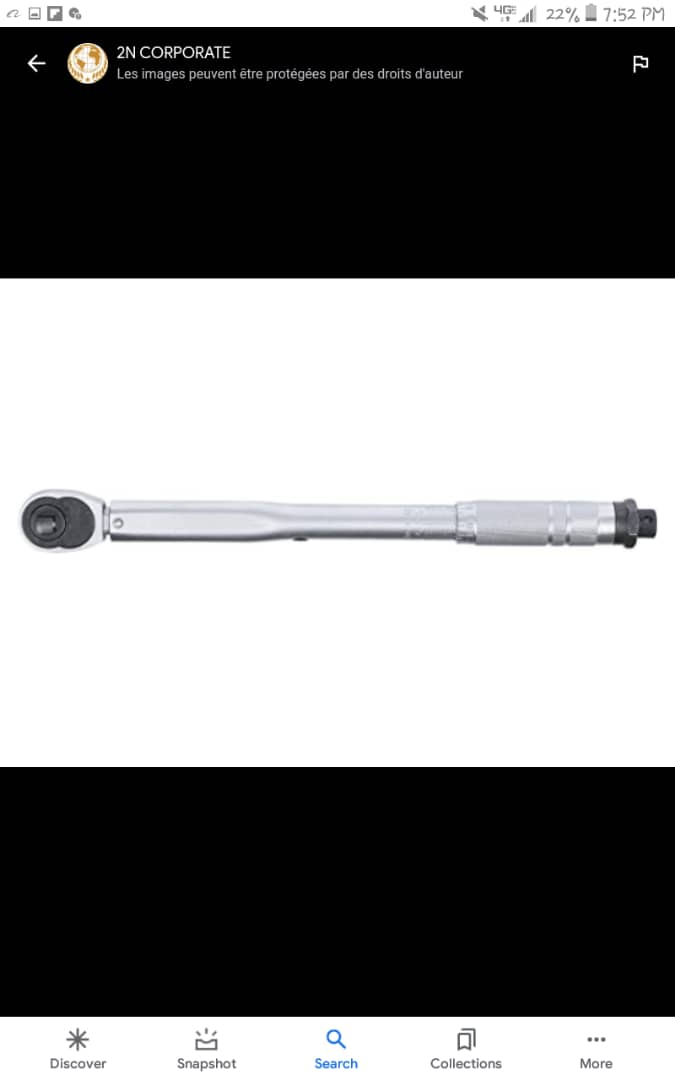 4GE 22% 7:52 PM
2N CORPORATE
Les images peuvent être protégées par des droits d'auteur
Discover Snapshot Search Collections More